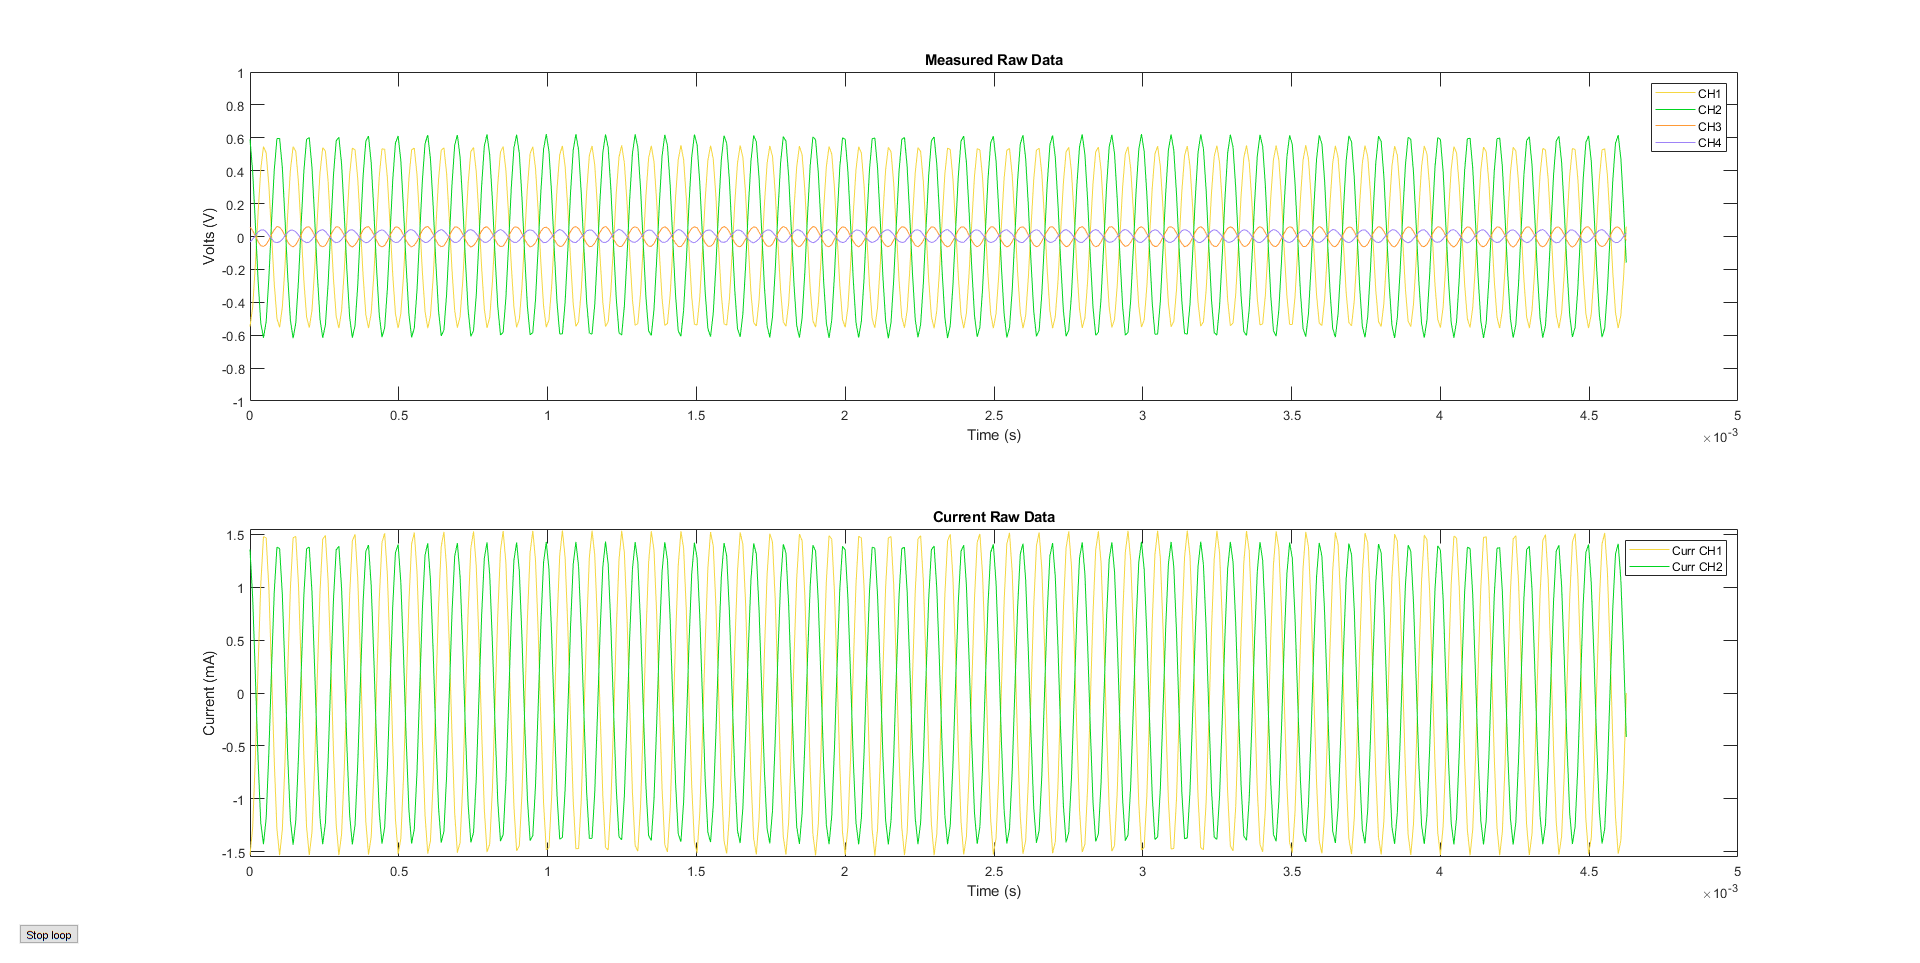 Measured Raw Data
1
0.8
0.6
0.4
0.2
0
-0.2
-0.4
-0.6
-0.8
-1
Volts (V)
CH1
CH2
CH3
CH4
0 0.5 1 1.5 2 2.5 3 3.5 4 4.5 5
Time (s)
×10-3
Current Raw Data
1.5
1
0.5
0
-0.5
-1
-1.5
Current (mA)
Curr CH1
Curr CH2
0 0.5 1 1.5 2 2.5 3 3.5 4 4.5 5
Time (s)
×10-3
Stop loop